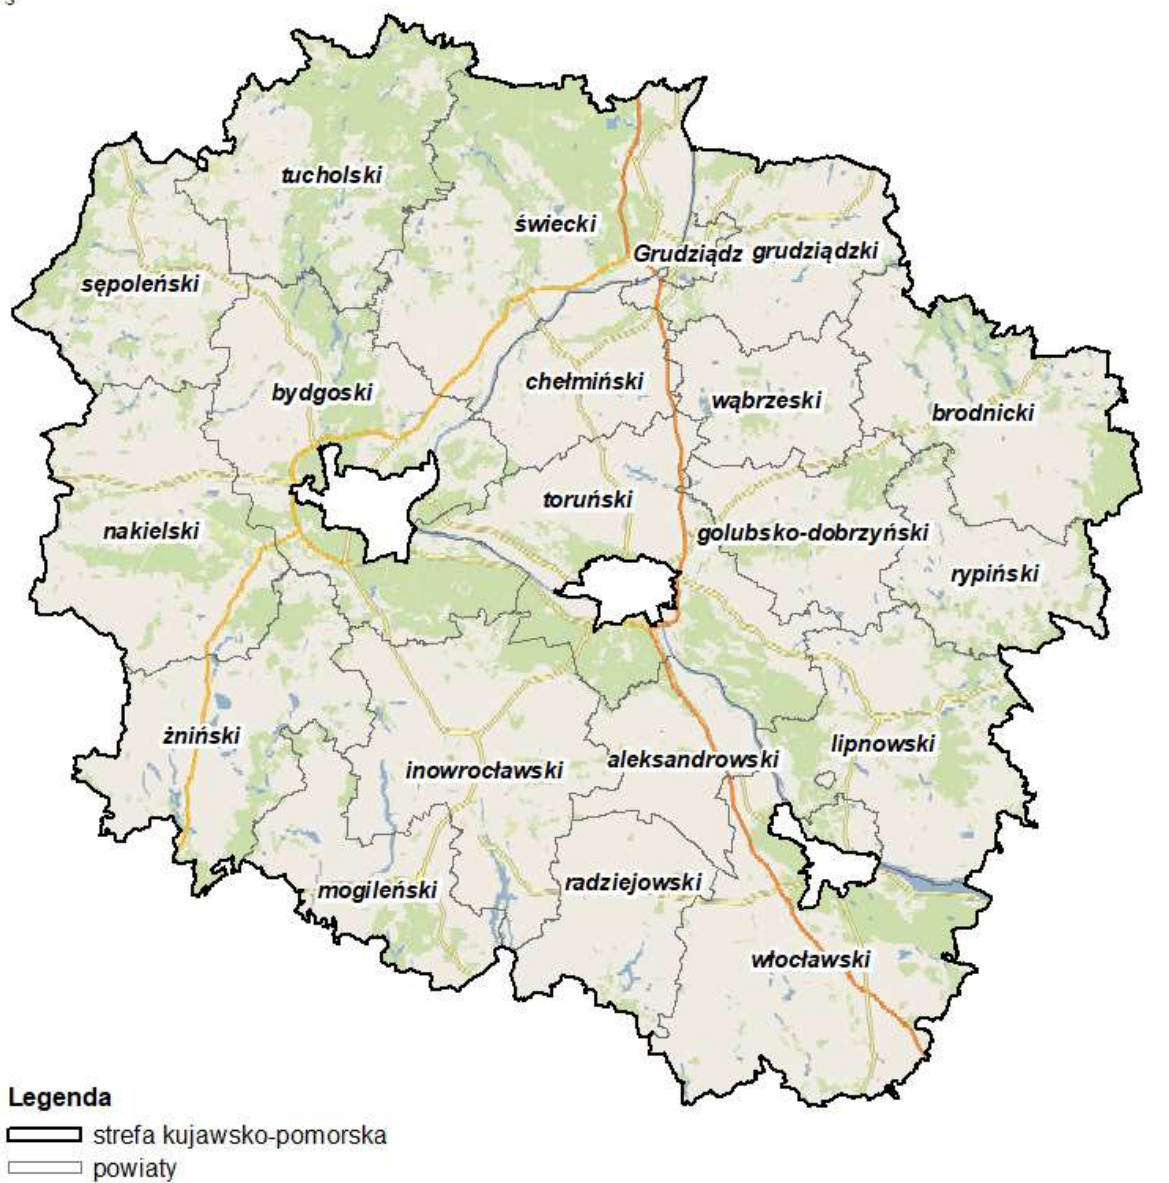 tucholski
świecki
Grudziądz grudziądzki
sępoleński
bydgoski
chełmiński
wąbrzeski
brodnicki
toruński
nakielski
golubsko-dobrzyński
rypiński
żniński
inowrocławski
aleksandrowski
lipnowski
mogileński
radziejowski
włocławski
Legenda
strefa kujawsko-pomorska
powiaty